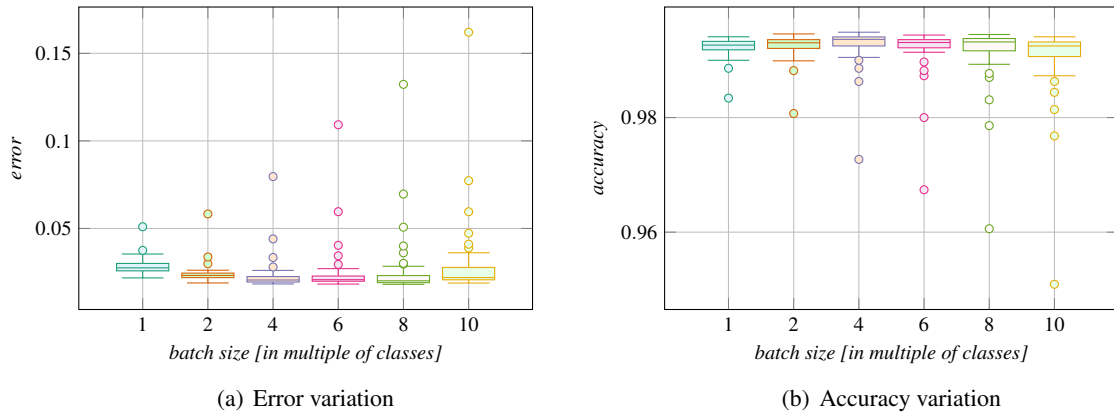 0.15
0.1
0.05
error
1 2 4 6 8 10
batch size [in multiple of classes]
(a) Error variation
0.98
0.96
accuracy
1 2 4 6 8 10
batch size [in multiple of classes]
(b) Accuracy variation